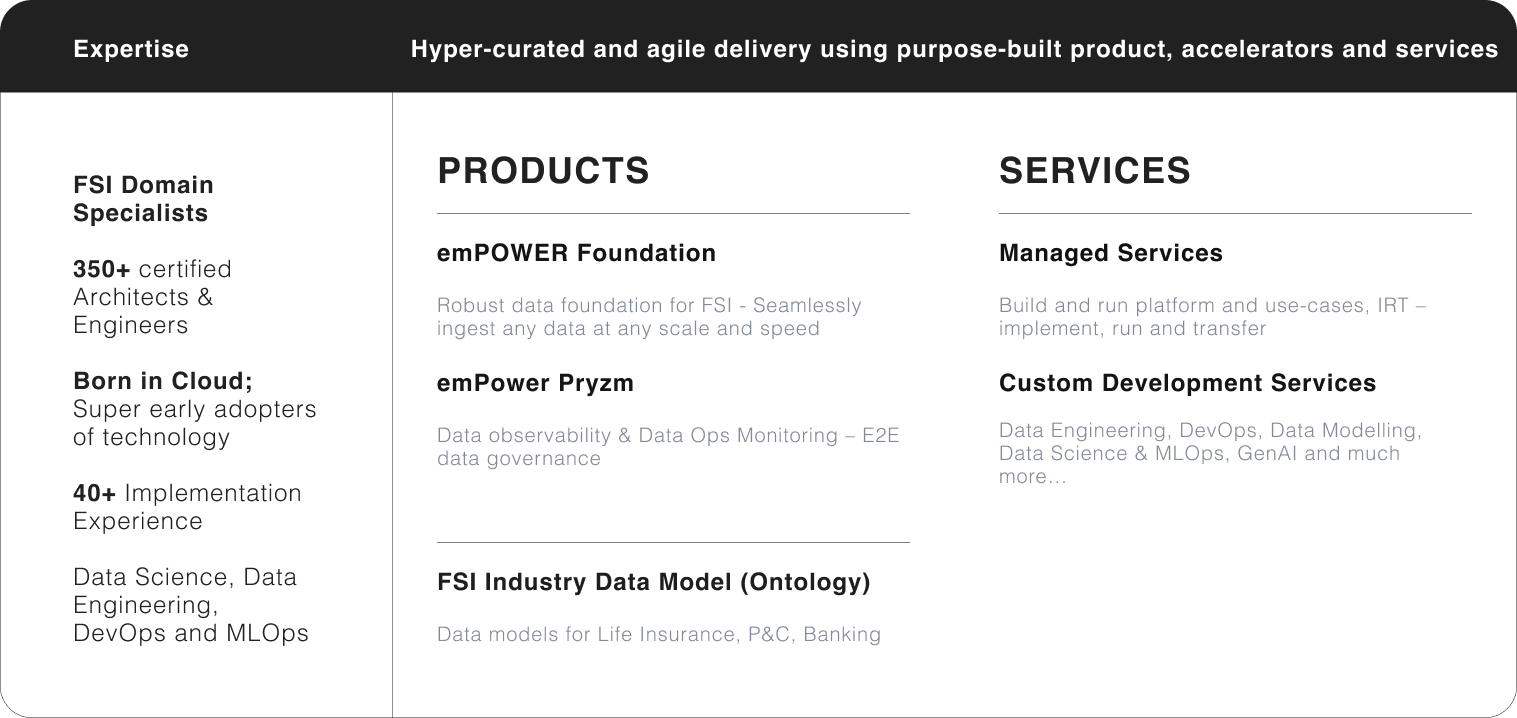 Expertise
Hyper-curated and agile delivery using purpose-built product, accelerators and services
FSI Domain
Specialists
350+ certified
Architects &
Engineers
Born in Cloud;
Super early adopters
of technology
40+ Implementation
Experience
Data Science, Data
Engineering,
DevOps and MLOps
PRODUCTS
emPOWER Foundation
Robust data foundation for FSI - Seamlessly
ingest any data at any scale and speed
emPower Pryzm
Data observability & Data Ops Monitoring – E2E
data governance
FSI Industry Data Model (Ontology)
Data models for Life Insurance, P&C, Banking
SERVICES
Managed Services
Build and run platform and use-cases, IRT –
implement, run and transfer
Custom Development Services
Data Engineering, DevOps, Data Modelling,
Data Science & MLOps, GenAI and much
more...